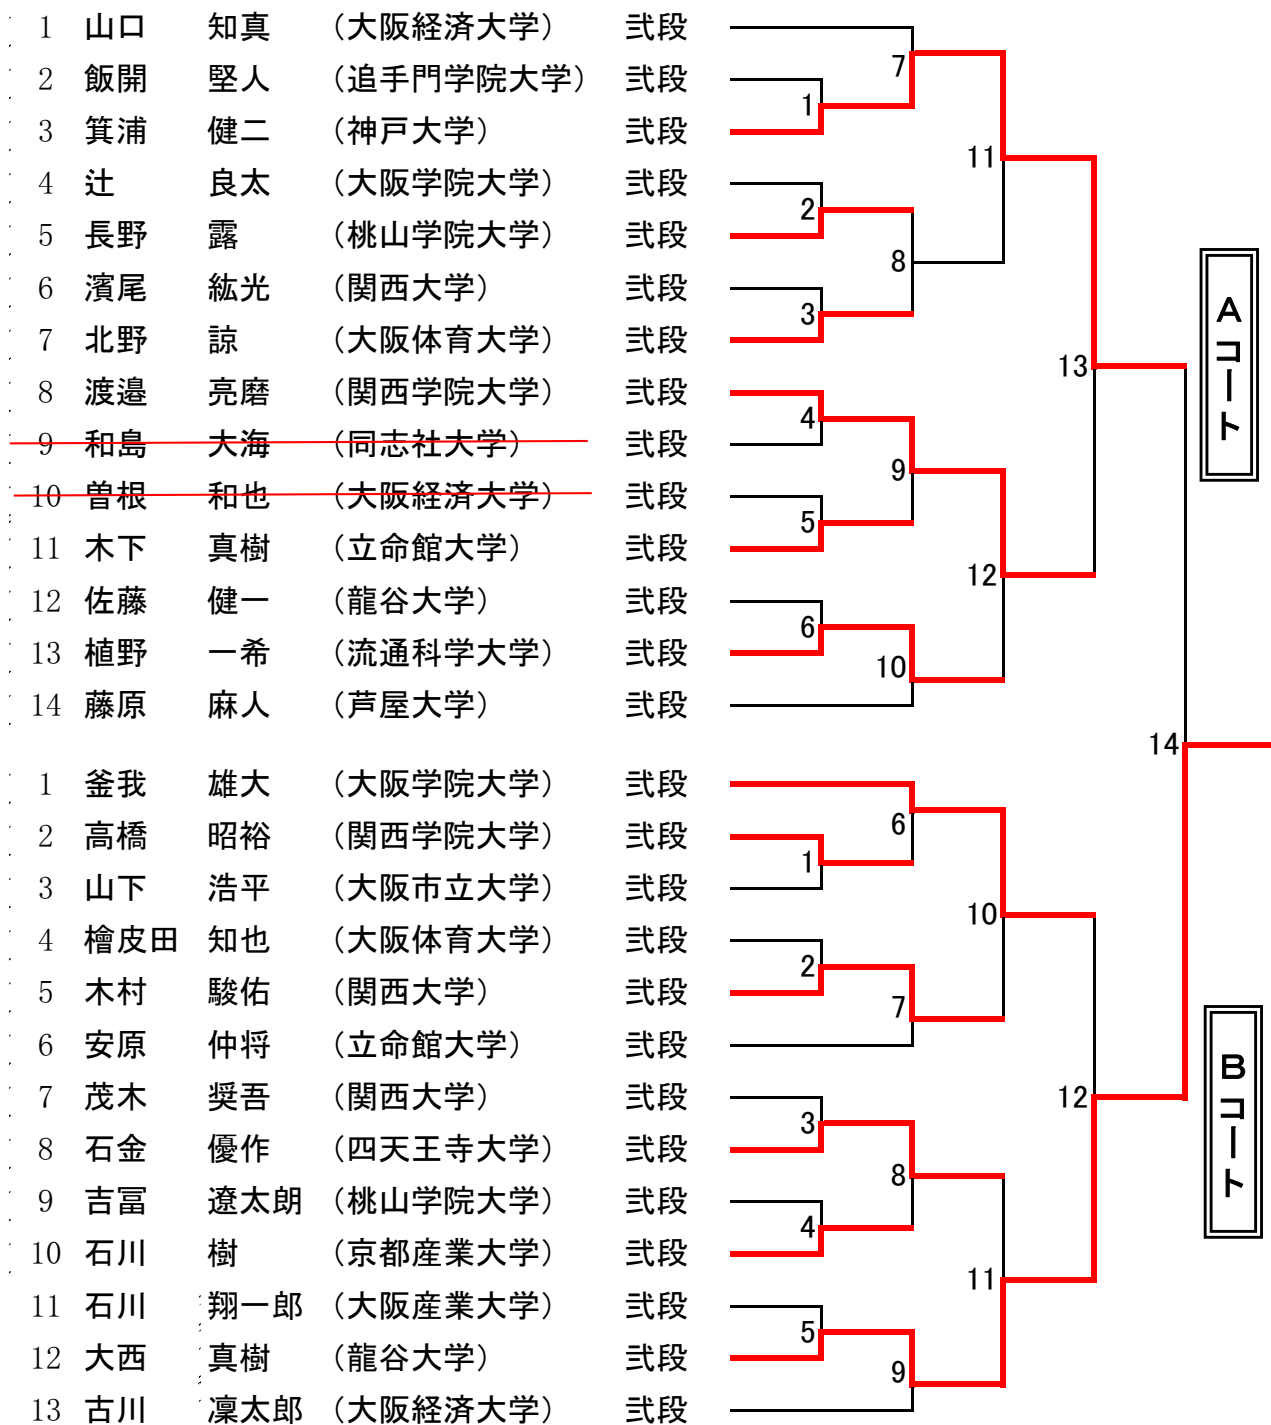 1 山口 知真 （大阪経済大学） 弐段
2 飯開 堅人 （追手門学院大学） 弐段
3 箕浦 健二 （神戸大学） 弐段
4 辻 良太 （大阪学院大学） 弐段
5 長野 露 （桃山学院大学） 弐段
6 濱尾 紘光 （関西大学） 弐段
7 北野 諒 （大阪体育大学） 弐段
8 渡邉 亮磨 （関西学院大学） 弐段
9 和島 大海 （同志社大学） 弐段
10 曽根 和也 （大阪経済大学） 弐段
11 木下 真樹 （立命館大学） 弐段
12 佐藤 健一 （龍谷大学） 弐段
13 植野 一希 （流通科学大学） 弐段
14 藤原 麻人 （芦屋大学） 弐段
7
1
11
2
8
3
13
4
9
5
12
6
10
14
Aコート
1 釜我 雄大 （大阪学院大学） 弐段
2 高橋 昭裕 （関西学院大学） 弐段
3 山下 浩平 （大阪市立大学） 弐段
4 檜皮田 知也 （大阪体育大学） 弐段
5 木村 駿佑 （関西大学） 弐段
6 安原 仲将 （立命館大学） 弐段
7 茂木 奨吾 （関西大学） 弐段
8 石金 優作 （四天王寺大学） 弐段
9 吉冨 遼太朗 （桃山学院大学） 弐段
10 石川 樹 （京都産業大学） 弐段
11 石川 翔一郎 （大阪産業大学） 弐段
12 大西 真樹 （龍谷大学） 弐段
13 古川 凜太郎 （大阪経済大学） 弐段
6
1
10
2
7
12
3
8
4
11
5
9
Bコート